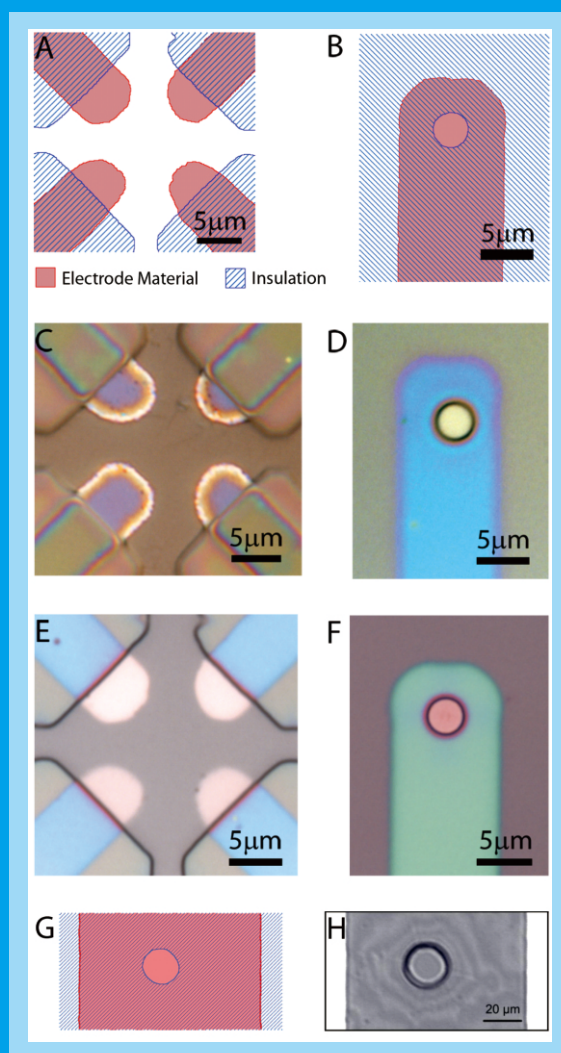 A
B
5μm
5μm
Electrode Material
Insulation
C
D
5μm
5μm
E
F
5μm
5μm
G
H
20 μm